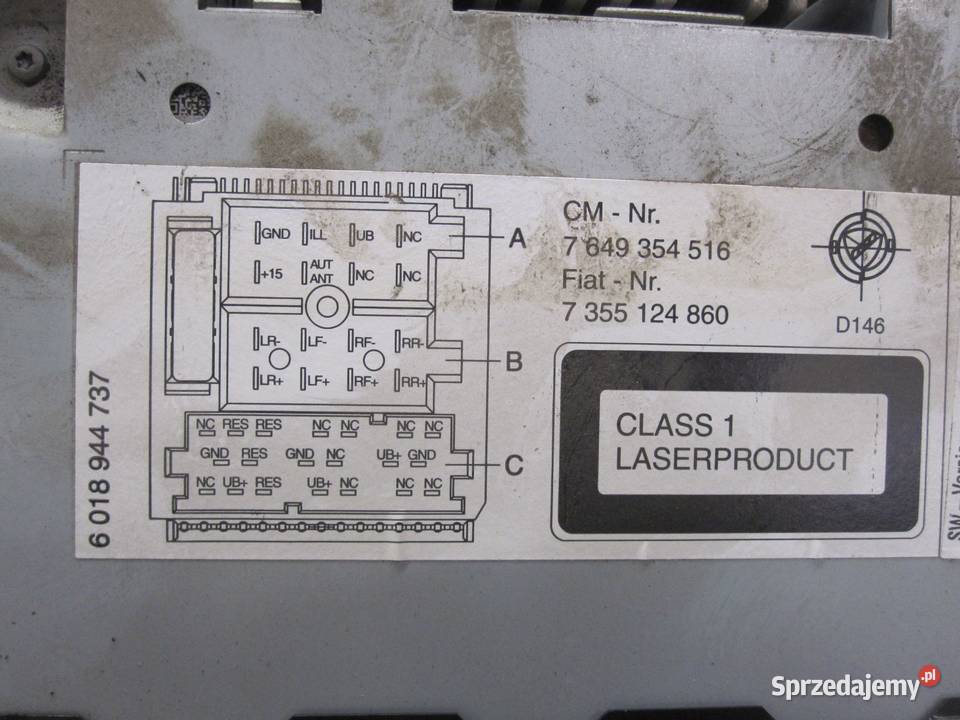 GND ILL UB NC A
+15 AUT ANT NC NC
LR- LF- RF- RR-
B
LR+ LF+ RF+ RR+
NC RES RES NC NC NC NC
GND RES GND NC UB+ GND C
NC UB+ RES UB+ NC NC NC
6 018 944 737
CM - Nr.
7 649 354 516
Fiat - Nr.
7 355 124 860
D146
CLASS 1
LASERPRODUCT
Sprzedajemy.pl